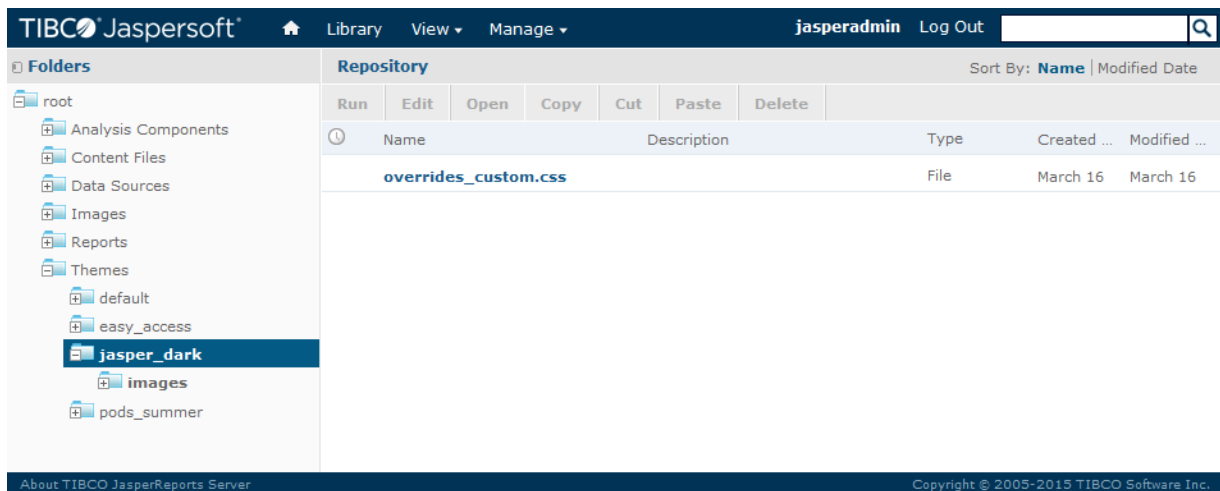 TIBCO Jaspersoft® Library View Manage jasperadmin Log Out
Folders
root
Analysis Components
Content Files
Data Sources
Images
Reports
Themes
default
easy_access
jasper_dark
images
pods_summer
Repository Sort By: Name | Modified Date
Run Edit Open Copy Cut Paste Delete
Name Description Type Created ... Modified ...
overrides_custom.css File March 16 March 16
About TIBCO JasperReports Server Copyright © 2005-2015 TIBCO Software Inc.